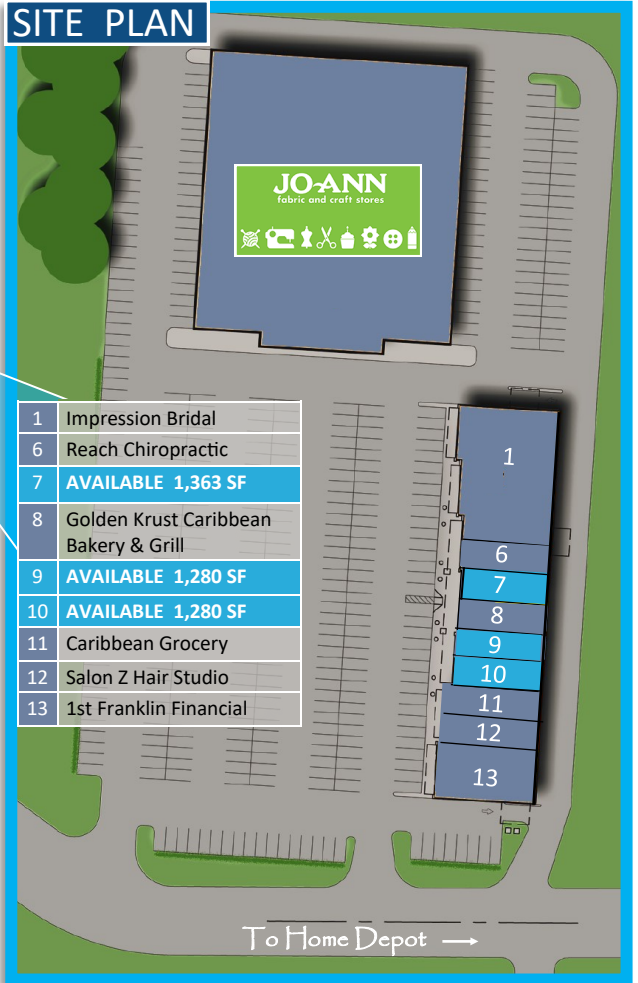 SITE PLAN
JO-ANN
fabric and craft stores
1 Impression Bridal
6 Reach Chiropractic
7 AVAILABLE 1,363 SF
8 Golden Krust Caribbean
Bakery & Grill
9 AVAILABLE 1,280 SF
10 AVAILABLE 1,280 SF
11 Caribbean Grocery
12 Salon Z Hair Studio
13 1st Franklin Financial
1
6
7
8
9
10
11
12
13
To Home Depot